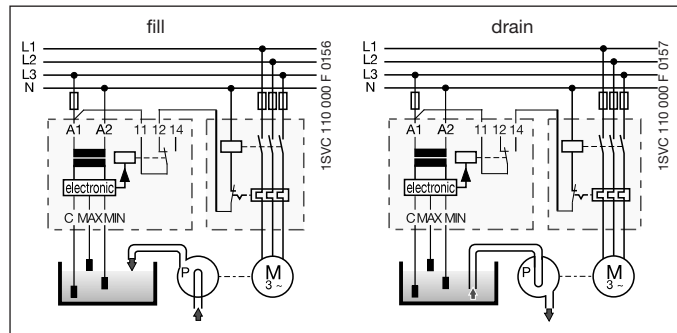 fill
L1
L2
L3
N
A1 A2 11 12 14
electronic
C MAX MIN
P
M
3 ~
1SVC 110 000 F 0156
drain
L1
L2
L3
N
A1 A2 11 12 14
electronic
C MAX MIN
P
M
3 ~
1SVC 110 000 F 0157